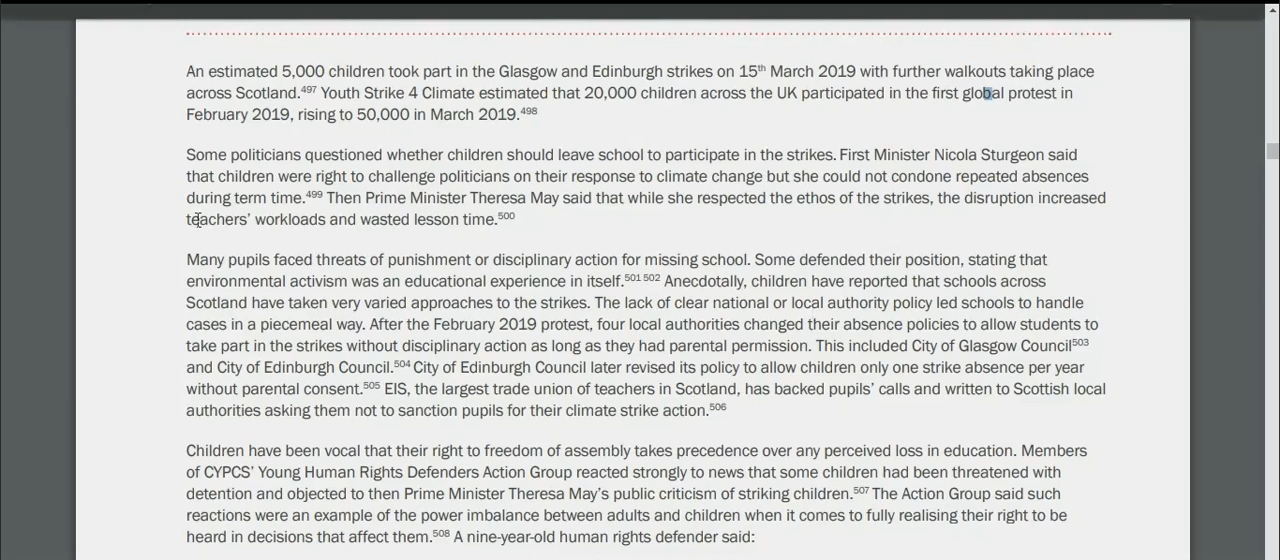 An estimated 5,000 children took part in the Glasgow and Edinburgh strikes on 15th March 2019 with further walkouts taking place
across Scotland.497 Youth Strike 4 Climate estimated that 20,000 children across the UK participated in the first global protest in
February 2019, rising to 50,000 in March 2019.498
Some politicians questioned whether children should leave school to participate in the strikes. First Minister Nicola Sturgeon said
that children were right to challenge politicians on their response to climate change but she could not condone repeated absences
during term time.499 Then Prime Minister Theresa May said that while she respected the ethos of the strikes, the disruption increased
teachers' workloads and wasted lesson time.500
Many pupils faced threats of punishment or disciplinary action for missing school. Some defended their position, stating that
environmental activism was an educational experience in itself.501 502 Anecdotally, children have reported that schools across
Scotland have taken very varied approaches to the strikes. The lack of clear national or local authority policy led schools to handle
cases in a piecemeal way. After the February 2019 protest, four local authorities changed their absence policies to allow students to
take part in the strikes without disciplinary action as long as they had parental permission. This included City of Glasgow Council503
and City of Edinburgh Council.504 City of Edinburgh Council later revised its policy to allow children only one strike absence per year
without parental consent.505 EIS, the largest trade union of teachers in Scotland, has backed pupils' calls and written to Scottish local
authorities asking them not to sanction pupils for their climate strike action.506
Children have been vocal that their right to freedom of assembly takes precedence over any perceived loss in education. Members
of CYPCS' Young Human Rights Defenders Action Group reacted strongly to news that some children had been threatened with
detention and objected to then Prime Minister Theresa May's public criticism of striking children.507 The Action Group said such
reactions were an example of the power imbalance between adults and children when it comes to fully realising their right to be
heard in decisions that affect them.508 A nine-year-old human rights defender said: